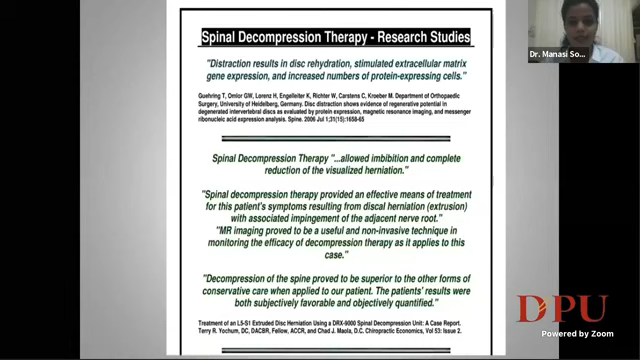 Spinal Decompression Therapy - Research Studies
"Distraction results in disc rehydration, stimulated extracellular matrix
gene expression, and increased numbers of protein-expressing cells."
Guehring T, Omlor GW, Lorenz H, Engelleiter K, Richter W, Carstens C, Kroeber M. Department of Orthopaedic
Surgery, University of Heidelberg, Germany. Disc distraction shows evidence of regenerative potential in
degenerated intervertebral discs as evaluated by protein expression, magnetic resonance imaging, and messenger
ribonucleic acid expression analysis. Spine. 2006 Jul 1;31(15):1658-65
Spinal Decompression Therapy "...allowed imbibition and complete
reduction of the visualized herniation."
"Spinal decompression therapy provided an effective means of treatment
for this patient's symptoms resulting from discal herniation (extrusion)
with associated impingement of the adjacent nerve root."
"MR imaging proved to be a useful and non-invasive technique in
monitoring the efficacy of decompression therapy as it applies to this
case."
"Decompression of the spine proved to be superior to the other forms of
conservative care when applied to our patient. The patients' results were
both subjectively favorable and objectively quantified."
Treatment of an L5-S1 Extruded Disc Herniation Using a DRX-9000 Spinal Decompression Unit: A Case Report.
Terry R. Yochum, DC, DACBR, Fellow, ACCR, and Chad J. Maola, D.C. Chiropractic Economics, Vol 53: Issue 2.
Dr. Manasi So...
DPU
Powered by Zoom